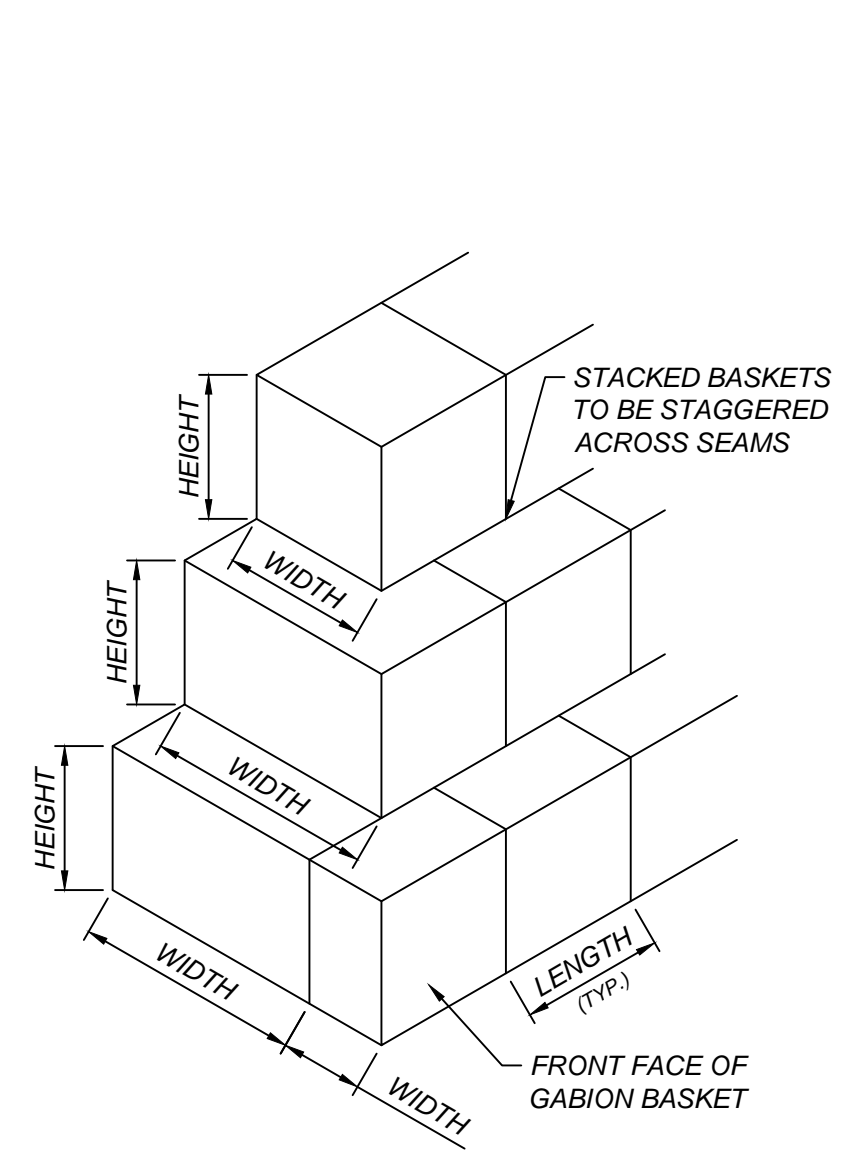 STACKED BASKETS
TO BE STAGGERED
ACROSS SEAMS
HEIGHT
WIDTH
HEIGHT
WIDTH
HEIGHT
WIDTH
LENGTH
(TYP.)
FRONT FACE OF
GABION BASKET
WIDTH